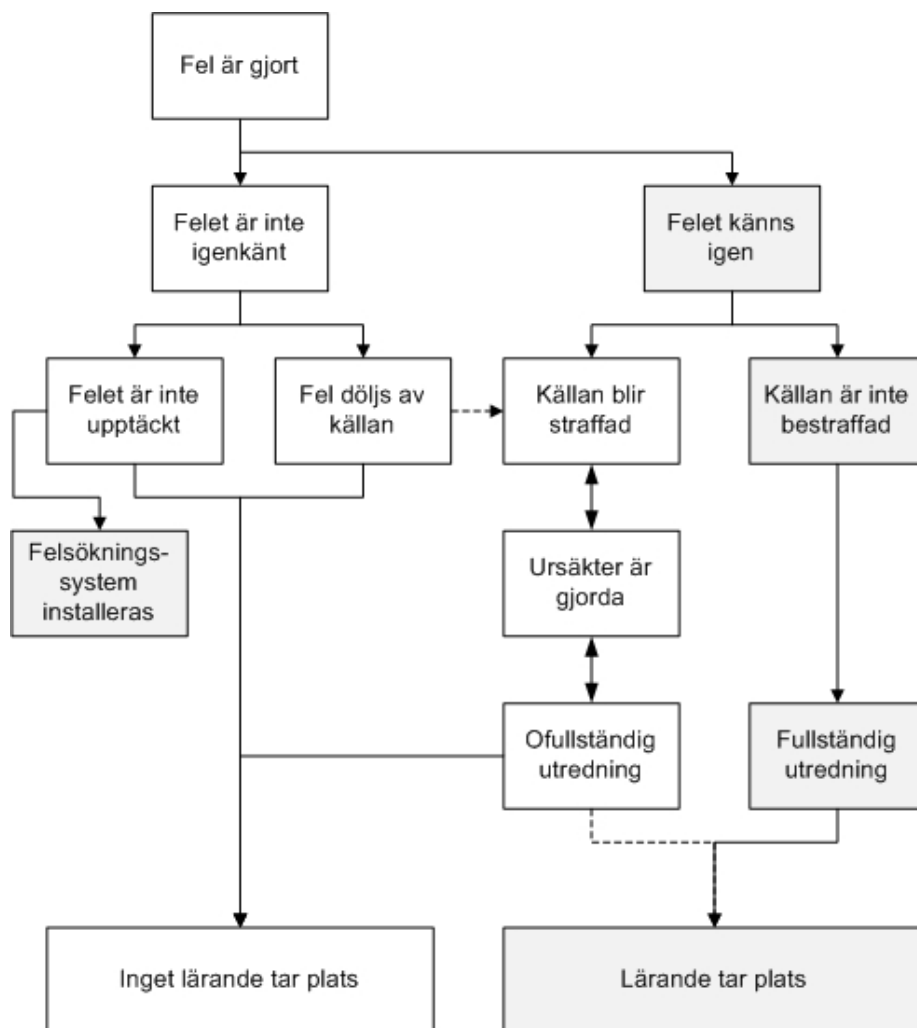 Fel är gjort
Felet är inte
igenkänt
Felet känns
igen
Felet är inte
upptäckt
Fel döljs av
källan
Källan blir
straffad
Källan är inte
bestraffad
Felsöknings-
system
installeras
Ursäkter är
gjorda
Ofullständig
utredning
Fullständig
utredning
Inget lärande tar plats
Lärande tar plats